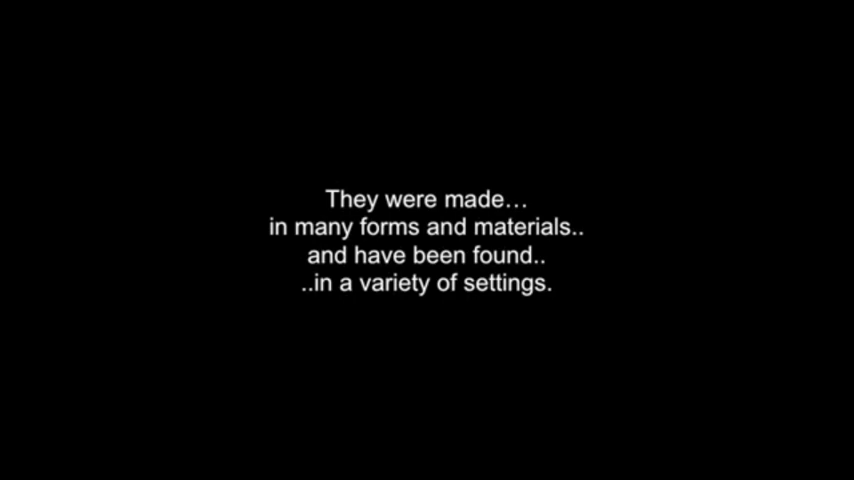 They were made…
in many forms and materials..
and have been found..
..in a variety of settings.